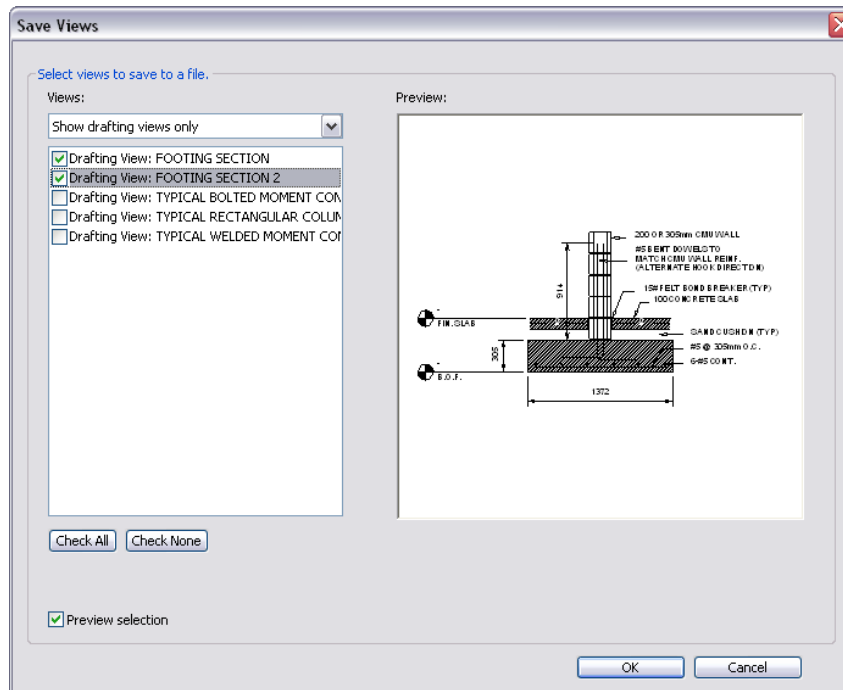 Save Views
Select views to save to a file.
Views:
Preview:
Show drafting views only
Drafting View: FOOTING SECTION
Drafting View: FOOTING SECTION 2
Drafting View: TYPICAL BOLTED MOMENT CON
Drafting View: TYPICAL RECTANGULAR COLUM
Drafting View: TYPICAL WELDED MOMENT CON
200 OR 305mm CMU WALL
#5 BENT DOWELS TO
MATCH CMU WALL REINF.
(ALTERNATE HOOK DIRECTION)
914
15# FELT BOND BREAKER (TYP)
100 CONCRETE SLAB
FIN. SLAB
SAND CUSHION (TYP)
305
#5 @ 305mm O.C.
6-#5 CONT.
B.O.F.
1372
Check All
Check None
Preview selection
OK
Cancel